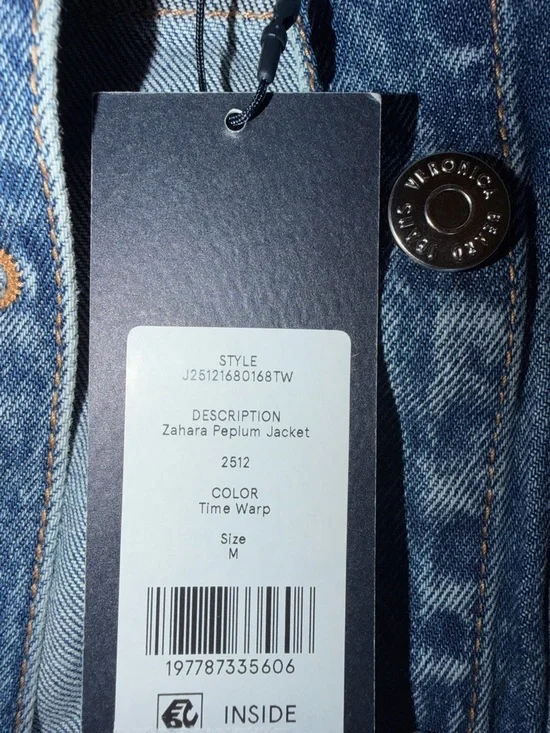 VERONICA BEARD JEANS
STYLE
J25121680168TW
DESCRIPTION
Zahara Peplum Jacket
2512
COLOR
Time Warp
Size
M
197787335606
INSIDE